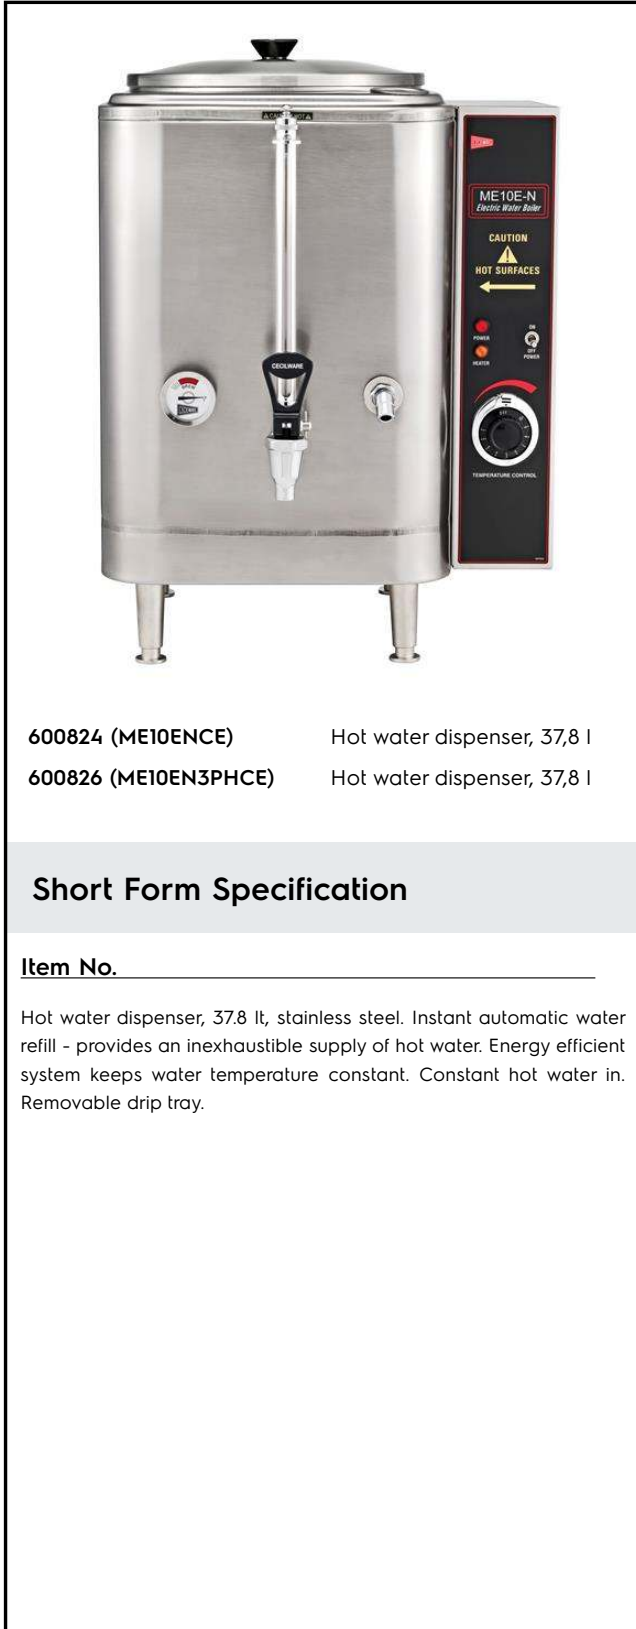 ME10E-N
Electric Water Boiler
CAUTION
HOT SURFACES
ON
POWER
OFF
POWER
HEATER
CECILWARE
TEMPERATURE CONTROL
600824 (ME10ENCE) Hot water dispenser, 37,8 l
600826 (ME10EN3PHCE) Hot water dispenser, 37,8 l
Short Form Specification
Item No.
Hot water dispenser, 37.8 lt, stainless steel. Instant automatic water
refill - provides an inexhaustible supply of hot water. Energy efficient
system keeps water temperature constant. Constant hot water in.
Removable drip tray.